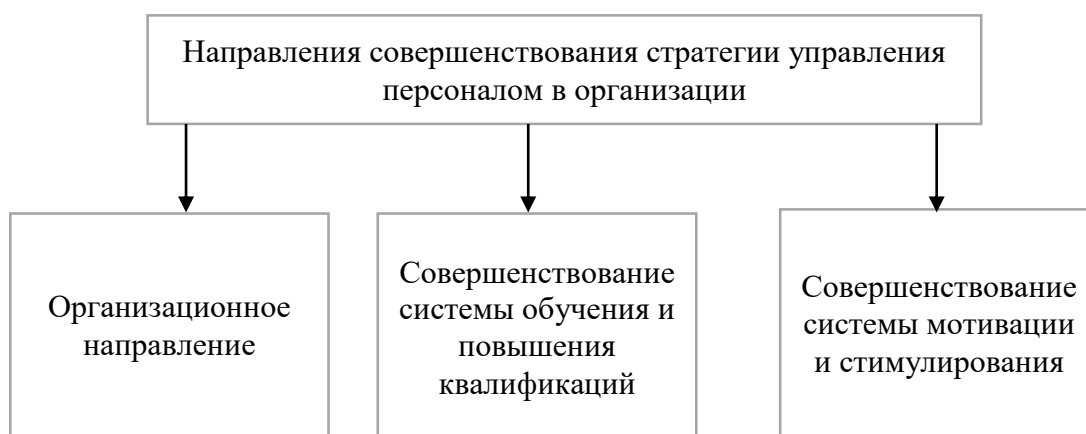 Направления совершенствования стратегии управления
персоналом в организации
Организационное
направление
Совершенствование
системы обучения и
повышения
квалификаций
Совершенствование
системы мотивации
и стимулирования